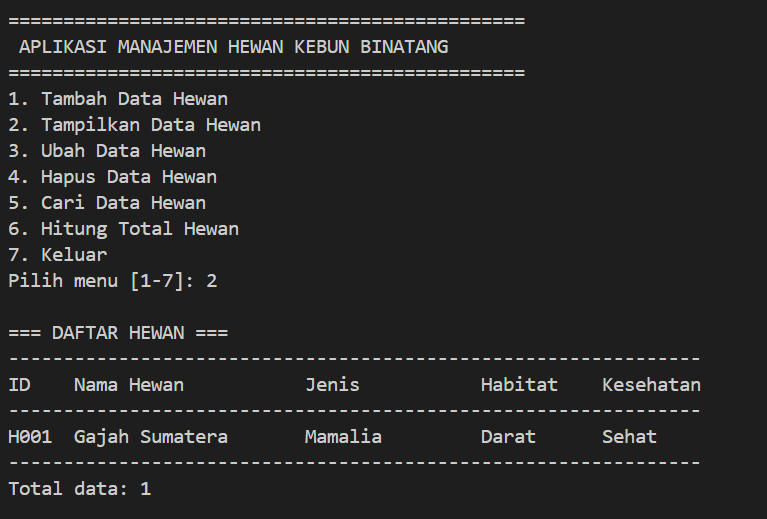 ===============================================
 APLIKASI MANAJEMEN HEWAN KEBUN BINATANG
===============================================
1. Tambah Data Hewan
2. Tampilkan Data Hewan
3. Ubah Data Hewan
4. Hapus Data Hewan
5. Cari Data Hewan
6. Hitung Total Hewan
7. Keluar
Pilih menu [1-7]: 2

=== DAFTAR HEWAN ===
---------------------------------------------------------------
ID    Nama Hewan           Jenis           Habitat    Kesehatan
---------------------------------------------------------------
H001  Gajah Sumatera       Mamalia         Darat      Sehat
---------------------------------------------------------------
Total data: 1